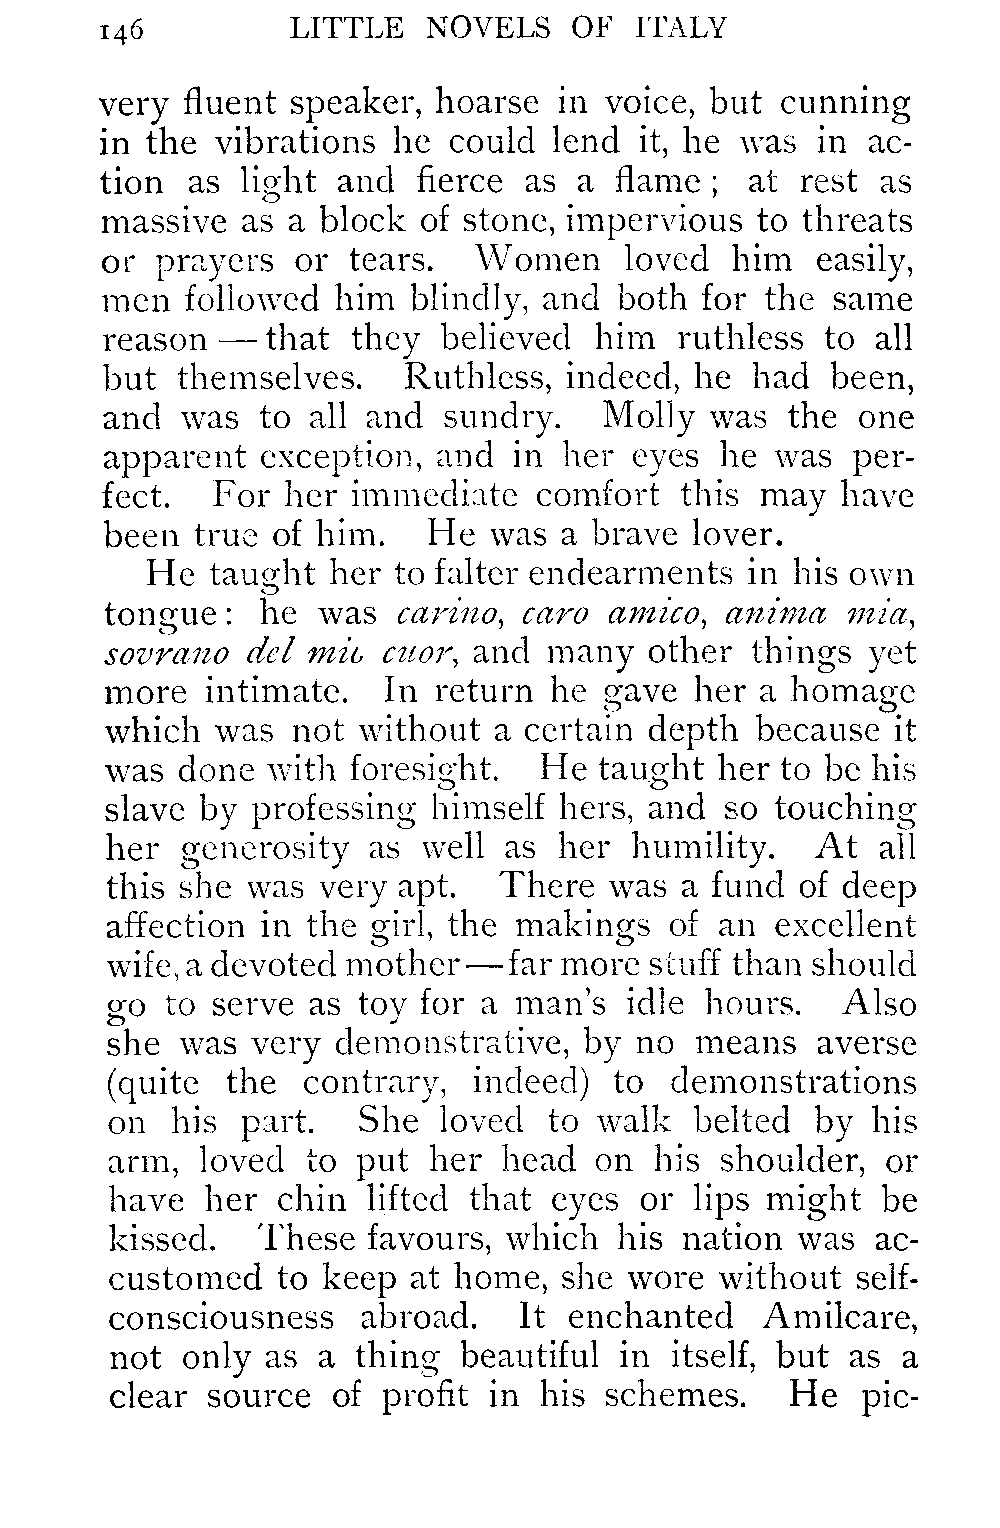 146 LITTLE NOVELS OF ITALY
very fluent speaker, hoarse in voice, but cunning
in the vibrations he could lend it, he was in ac-
tion as light and fierce as a flame; at rest as
massive as a block of stone, impervious to threats
or prayers or tears. Women loved him easily,
men followed him blindly, and both for the same
reason — that they believed him ruthless to all
but themselves. Ruthless, indeed, he had been,
and was to all and sundry. Molly was the one
apparent exception, and in her eyes he was per-
fect. For her immediate comfort this may have
been true of him. He was a brave lover.
He taught her to falter endearments in his own
tongue: he was carino, caro amico, anima mia,
sovrano del mio cuor, and many other things yet
more intimate. In return he gave her a homage
which was not without a certain depth because it
was done with foresight. He taught her to be his
slave by professing himself hers, and so touching
her generosity as well as her humility. At all
this she was very apt. There was a fund of deep
affection in the girl, the makings of an excellent
wife, a devoted mother — far more stuff than should
go to serve as toy for a man's idle hours. Also
she was very demonstrative, by no means averse
(quite the contrary, indeed) to demonstrations
on his part. She loved to walk belted by his
arm, loved to put her head on his shoulder, or
have her chin lifted that eyes or lips might be
kissed. These favours, which his nation was ac-
customed to keep at home, she wore without self-
consciousness abroad. It enchanted Amilcare,
not only as a thing beautiful in itself, but as a
clear source of profit in his schemes. He pic-